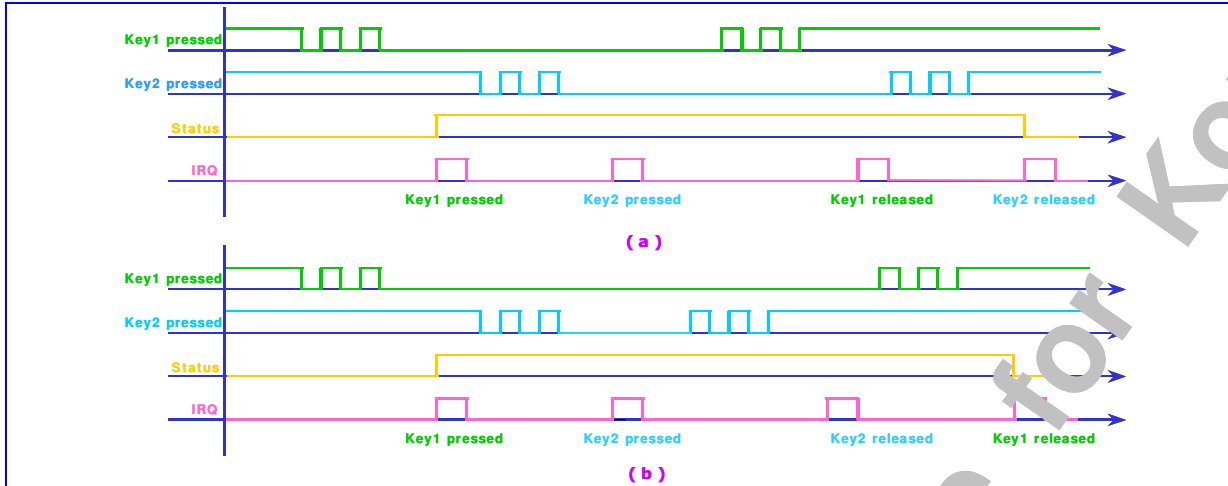 Key1 pressed
Key2 pressed
Status
IRQ
Key1 pressed Key2 pressed Key1 released Key2 released
( a )
Key1 pressed
Key2 pressed
Status
IRQ
Key1 pressed Key2 pressed Key2 released Key1 released
( b )
for